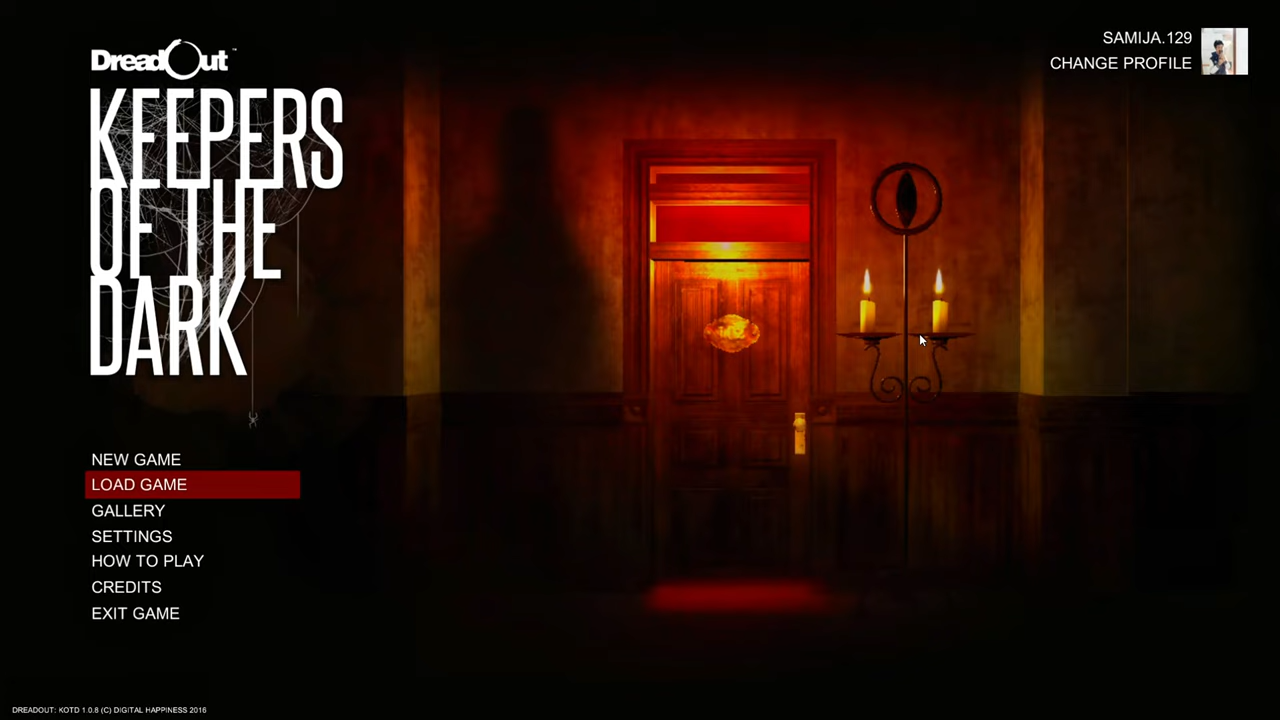 DreadOut™
KEEPERS
OF THE
DARK
SAMIJA.129
CHANGE PROFILE
NEW GAME
LOAD GAME
GALLERY
SETTINGS
HOW TO PLAY
CREDITS
EXIT GAME
DREADOUT: KOTD 1.0.8 (C) DIGITAL HAPPINESS 2016